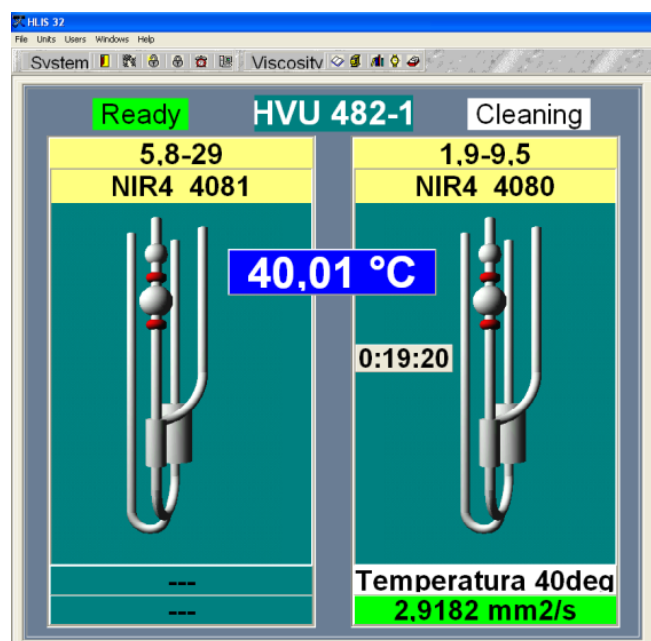 HLIS 32
File Units Users Windows Help
System Viscosity
Ready HVU 482-1 Cleaning
5,8-29 1,9-9,5
NIR4 4081 NIR4 4080
40,01 °C
0:19:20
--- Temperatura 40deg
--- 2,9182 mm2/s